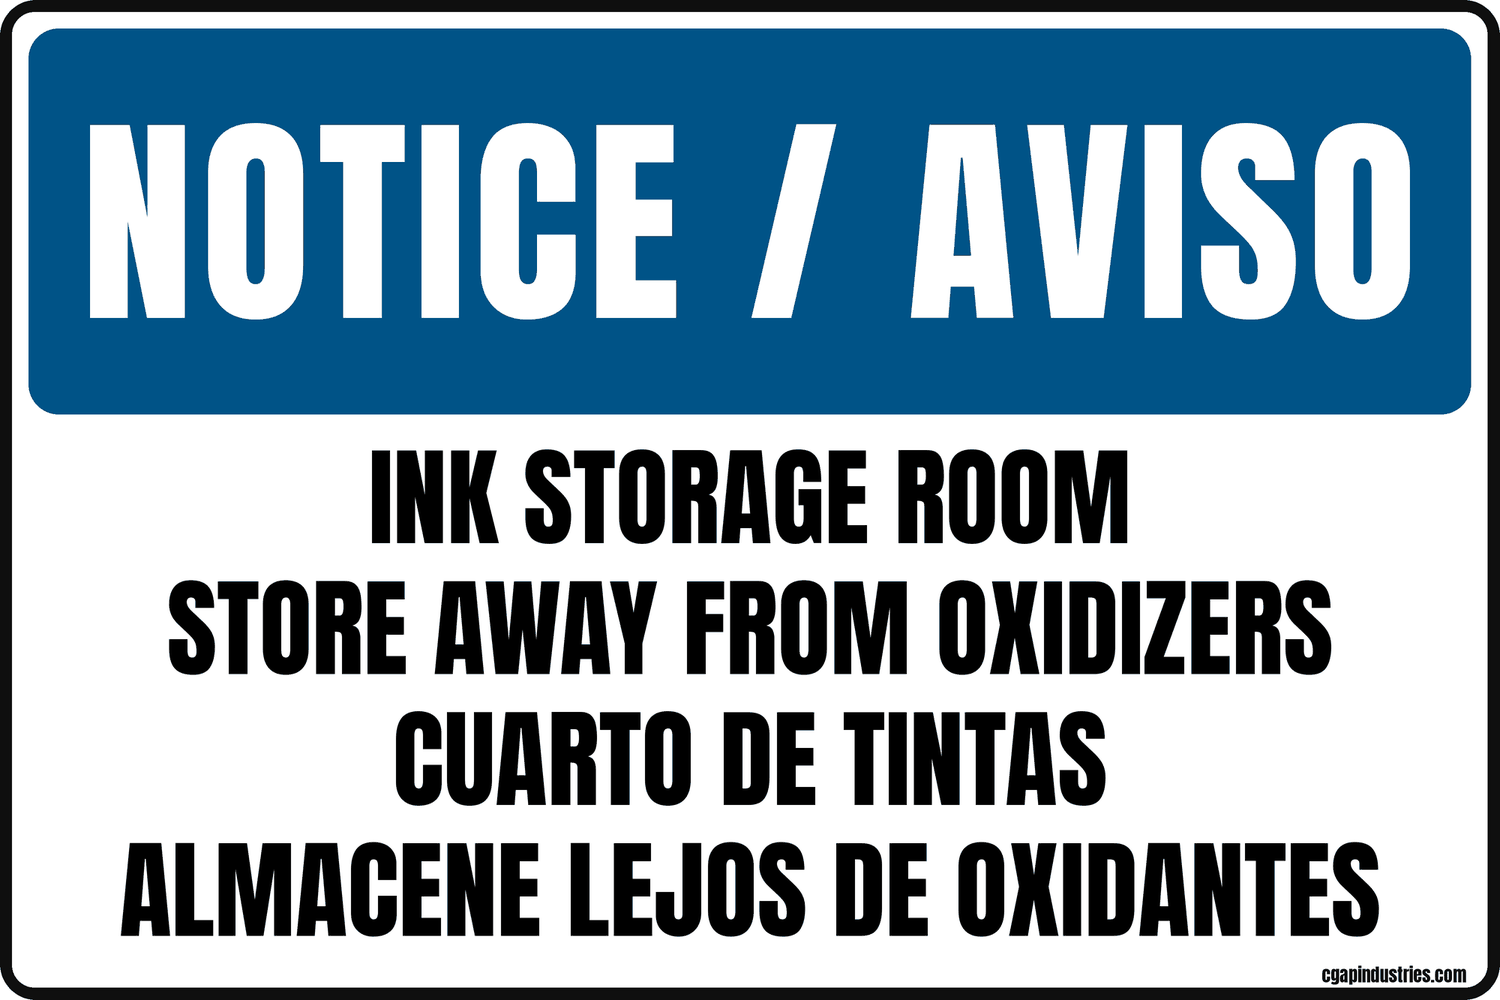 NOTICE / AVISO
INK STORAGE ROOM
STORE AWAY FROM OXIDIZERS
CUARTO DE TINTAS
ALMACENE LEJOS DE OXIDANTES
cgapindustries.com